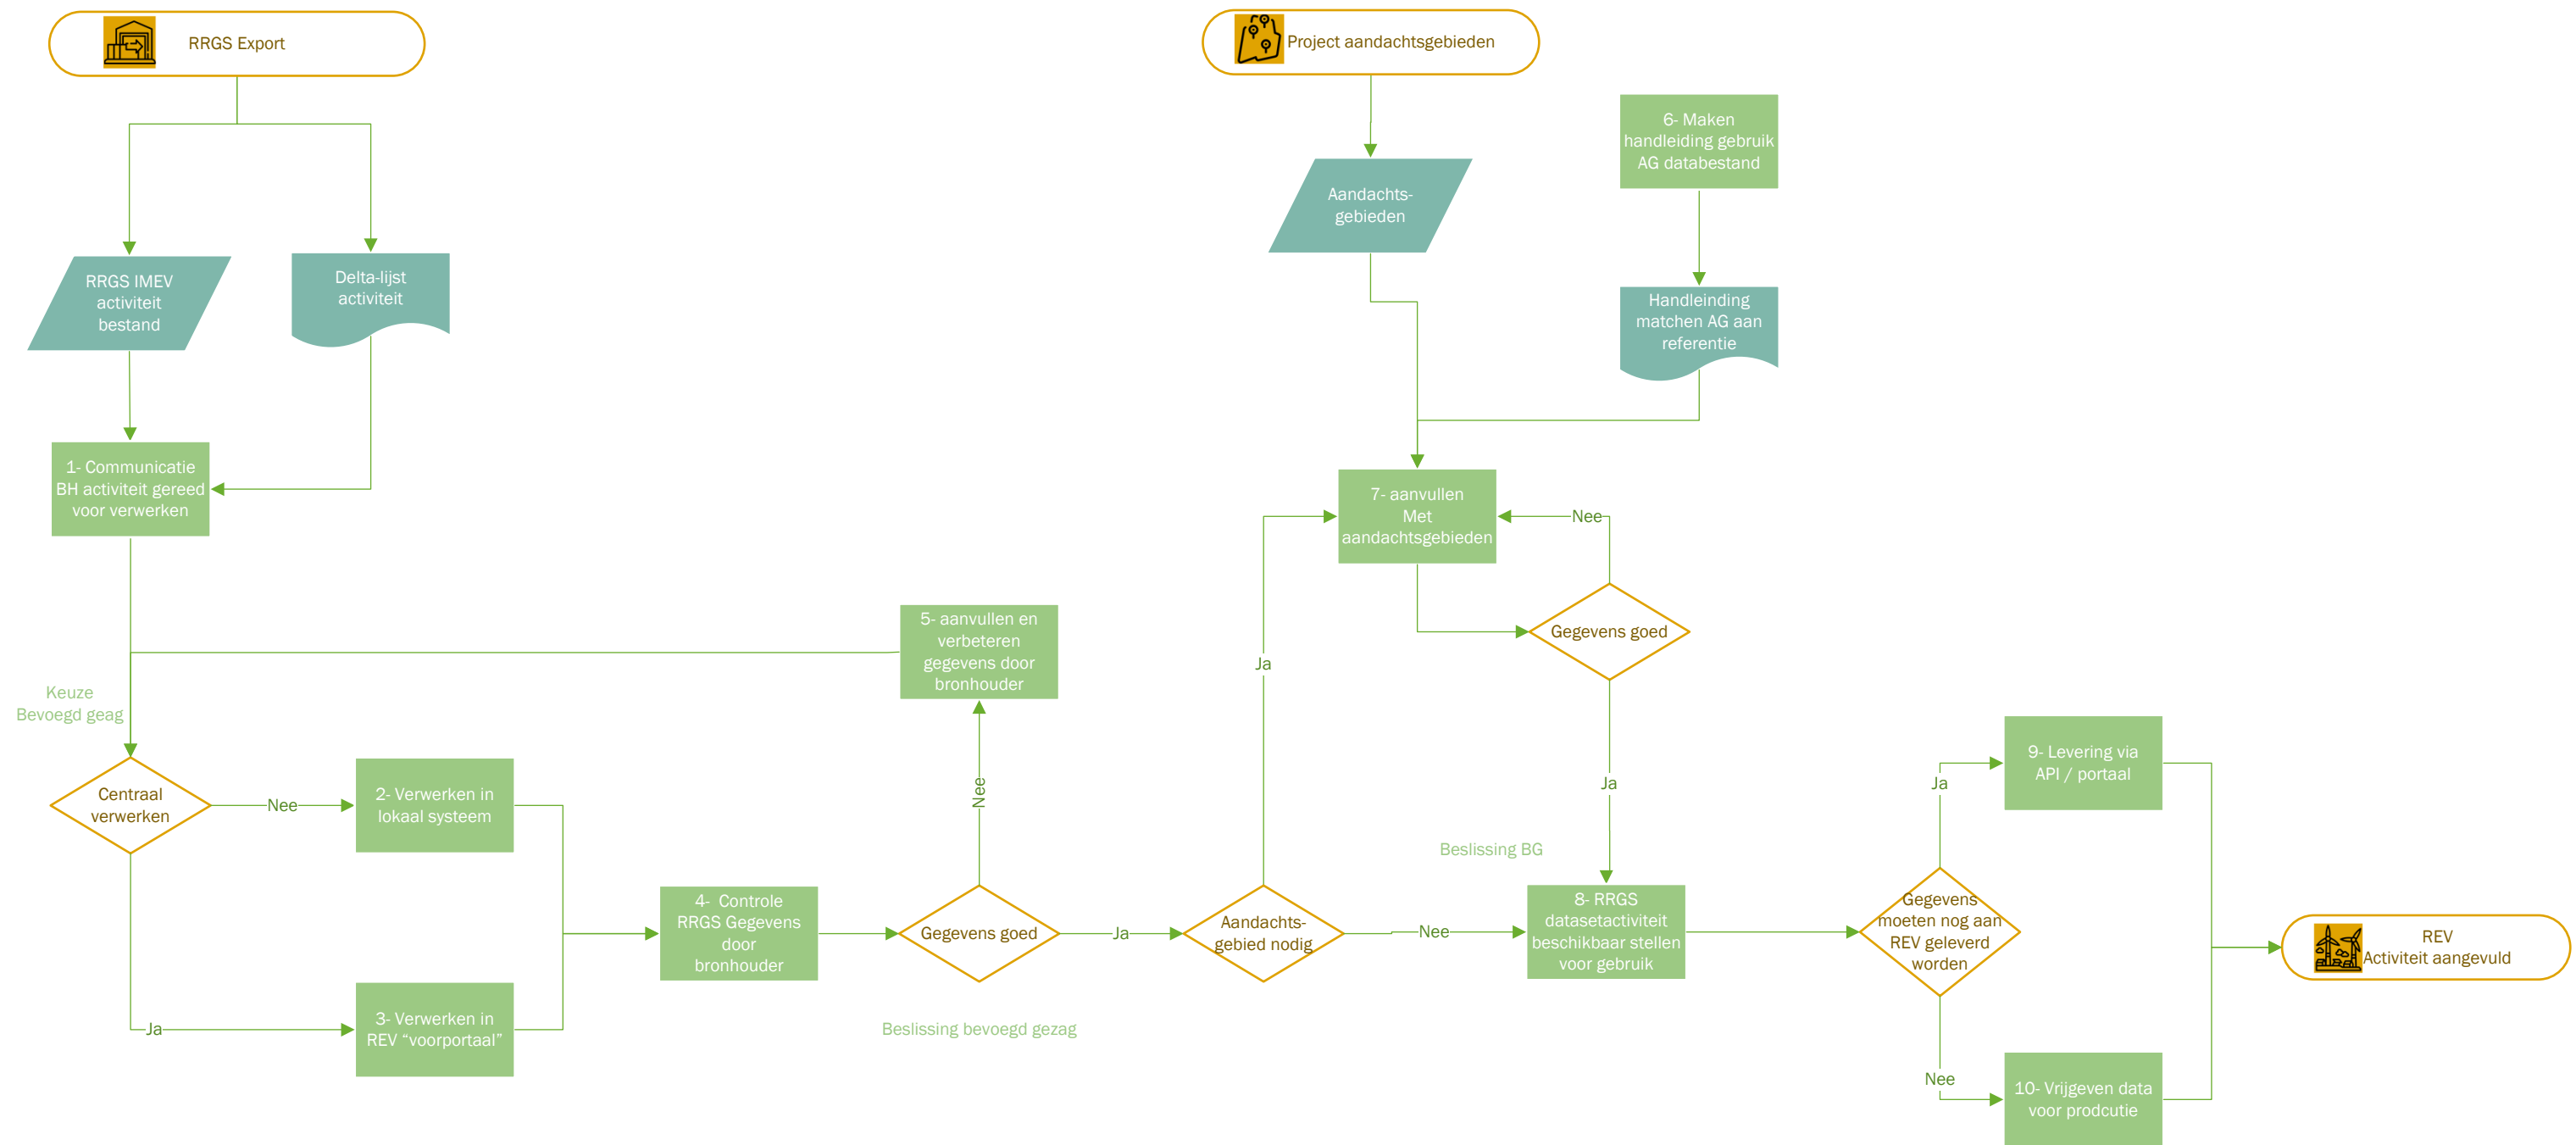 RRGS Export
Project aandachtsgebieden
6- Maken
handleiding gebruik
AG databestand
Aandachts-
gebieden
RRGS IMEV
activiteit
bestand
Delta-lijst
activiteit
Handleinding
matchen AG aan
referentie
1- Communicatie
BH activiteit gereed
voor verwerken
7- aanvullen
Met
aandachtsgebieden
Nee
5- aanvullen en
verbeteren
gegevens door
bronhouder
Gegevens goed
Ja
Keuze
Bevoegd geag
Centraal
verwerken
Nee
2- Verwerken in
lokaal systeem
Nee
Ja
Beslissing BG
9- Levering via
API / portaal
Ja
4- Controle
RRGS Gegevens
door
bronhouder
Gegevens goed
Ja
Aandachts-
gebied nodig
Nee
8- RRGS
datasetactiviteit
beschikbaar stellen
voor gebruik
Gegevens
moeten nog aan
REV geleverd
worden
REV
Activiteit aangevuld
Ja
3- Verwerken in
REV “voorportaal”
Beslissing bevoegd gezag
Nee
10- Vrijgeven data
voor prodcutie